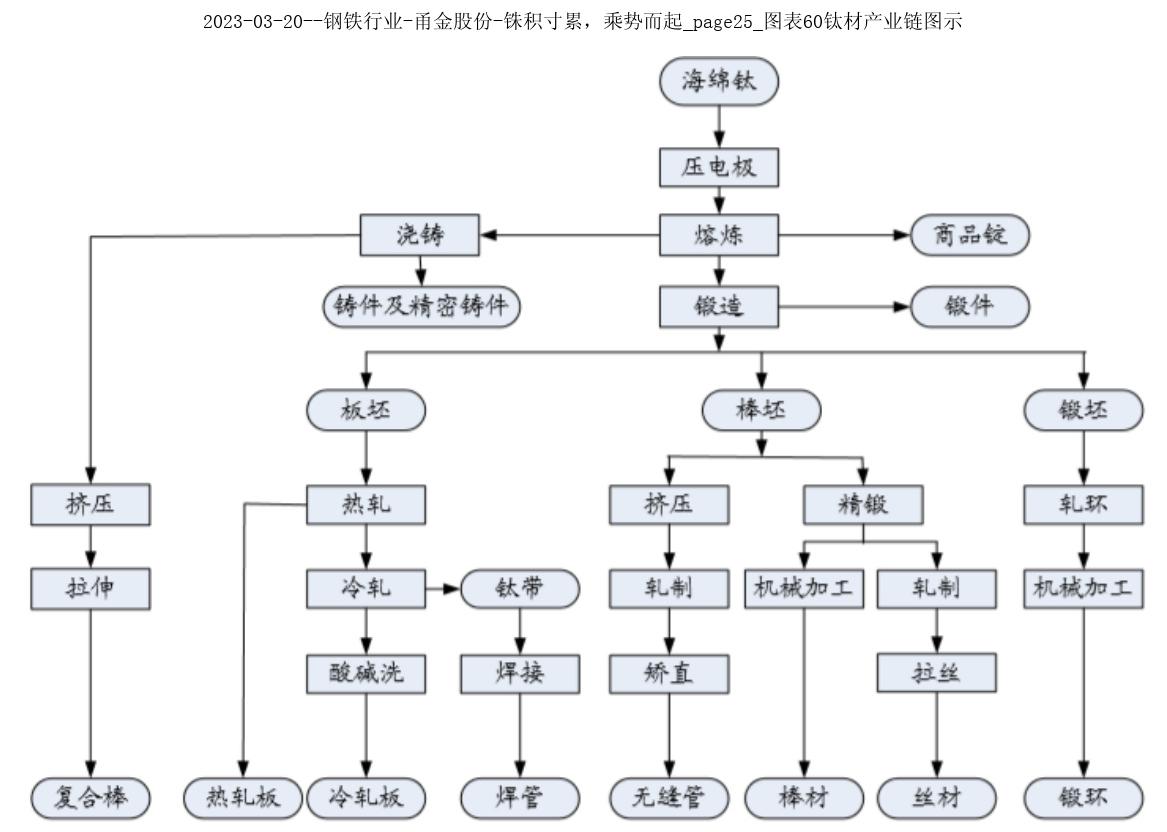 2023-03-20--钢铁行业-甬金股份-铢积寸累，乘势而起_page25_图表60钛材产业链图示
海绵钛
压电极
浇铸
熔炼
商品锭
铸件及精密铸件
锻造
锻件
板坯
棒坯
锻坯
挤压
热轧
挤压
精锻
轧环
拉伸
冷轧
钛带
轧制
机械加工
轧制
机械加工
酸碱洗
焊接
矫直
拉丝
复合棒
热轧板
冷轧板
焊管
无缝管
棒材
丝材
锻环